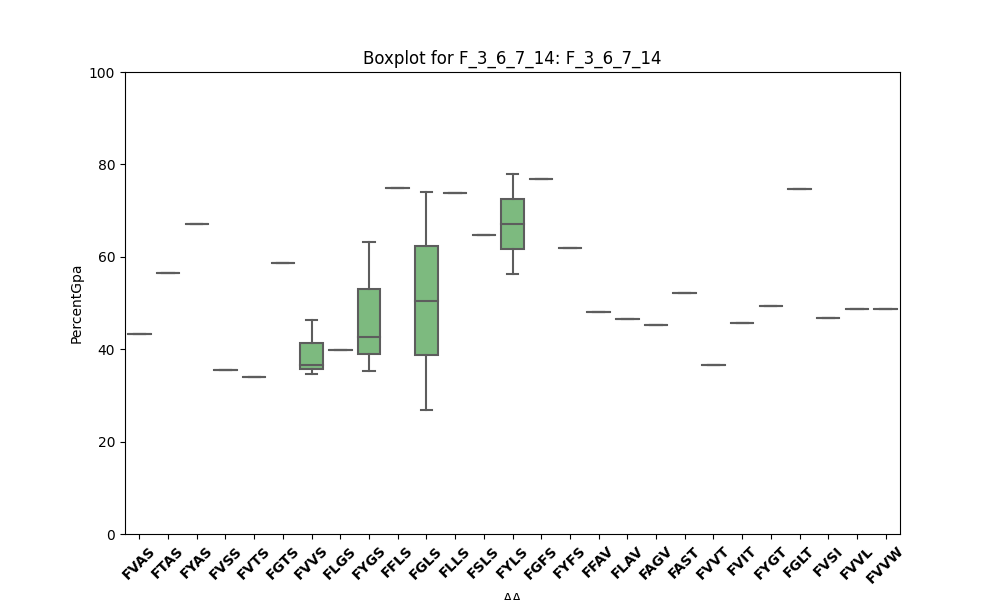 Boxplot for F_3_6_7_14: F_3_6_7_14
PercentGpa
100
80
60
40
20
0
FVAS FTAS FYAS FVSS FVTS FGTS FVVS FLGS FYGS FFLS FGLS FLLS FSLS FYLS FGFS FYFS FFAV FLAV FAGV FAST FVVT FVIT FYGT FGLT FVSI FVVL FVVW
AA